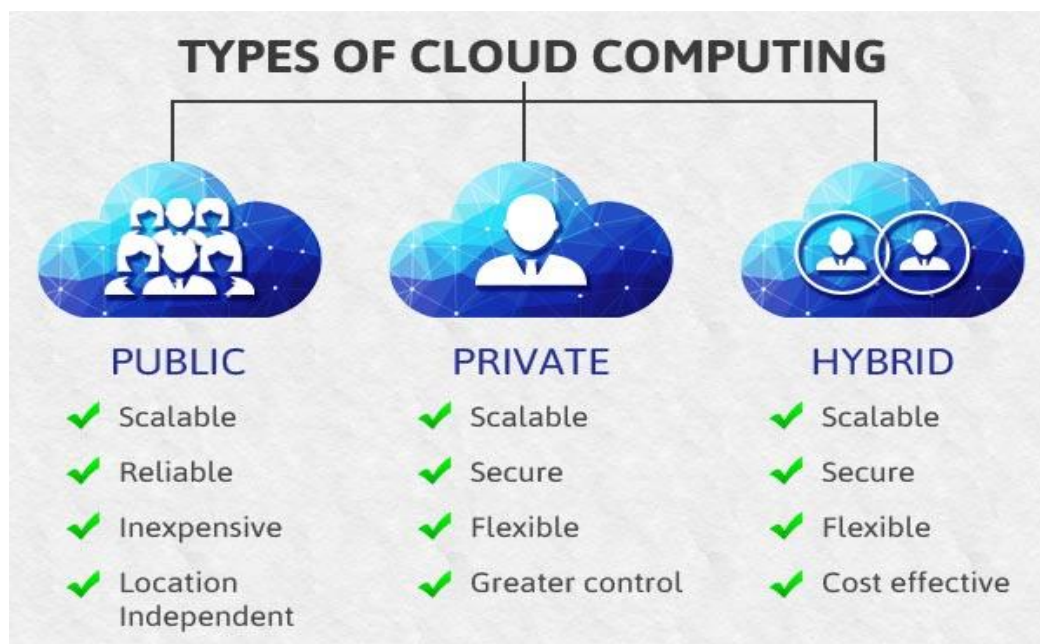 TYPES OF CLOUD COMPUTING
PUBLIC
Scalable
Reliable
Inexpensive
Location
Independent
PRIVATE
Scalable
Secure
Flexible
Greater control
HYBRID
Scalable
Secure
Flexible
Cost effective